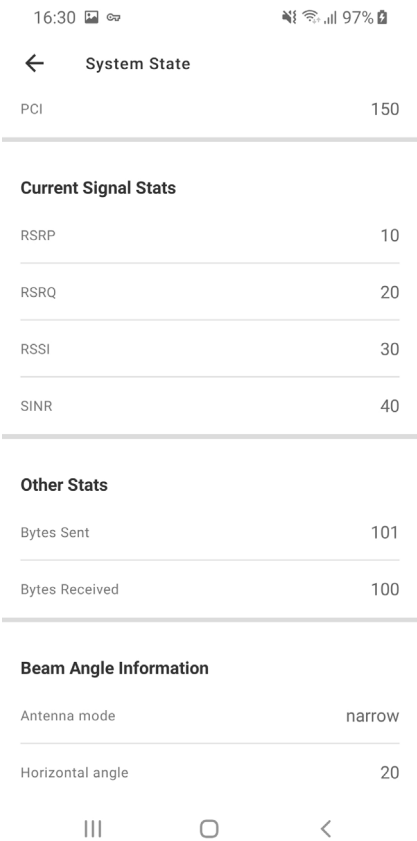 16:30 97%
System State
PCI 150
Current Signal Stats
RSRP 10
RSRQ 20
RSSI 30
SINR 40
Other Stats
Bytes Sent 101
Bytes Received 100
Beam Angle Information
Antenna mode narrow
Horizontal angle 20